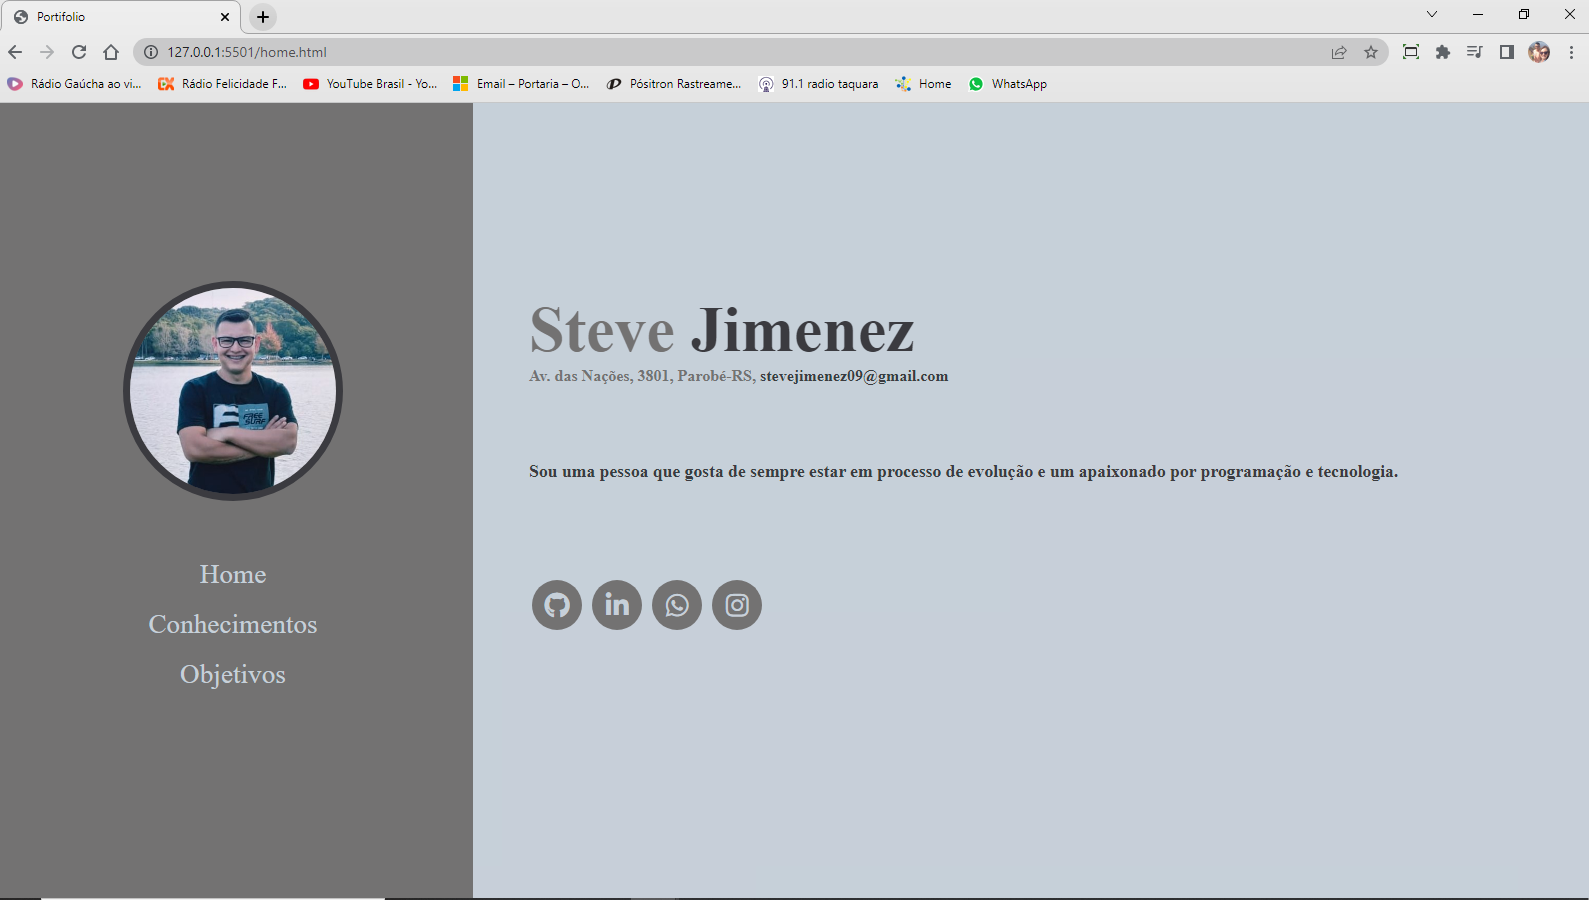 Portifolio
127.0.0.1:5501/home.html
Rádio Gaúcha ao vi... Rádio Felicidade F... YouTube Brasil - Yo... Email – Portaria – O... Pósitron Rastreame... 91.1 radio taquara Home WhatsApp
Steve Jimenez
Av. das Nações, 3801, Parobé-RS, stevejimenez09@gmail.com
Sou uma pessoa que gosta de sempre estar em processo de evolução e um apaixonado por programação e tecnologia.
FREE
SURF
Home
Conhecimentos
Objetivos